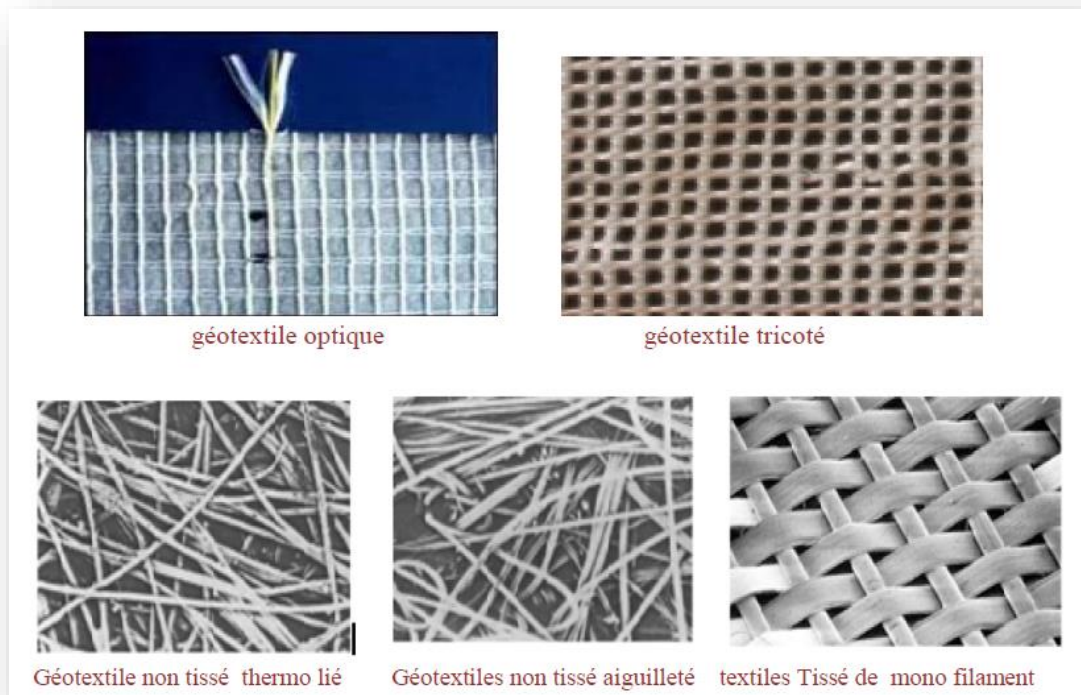 géotextile optique
géotextile tricoté
Géotextile non tissé thermo lié
Géotextiles non tissé aiguilleté
textiles Tissé de mono filament